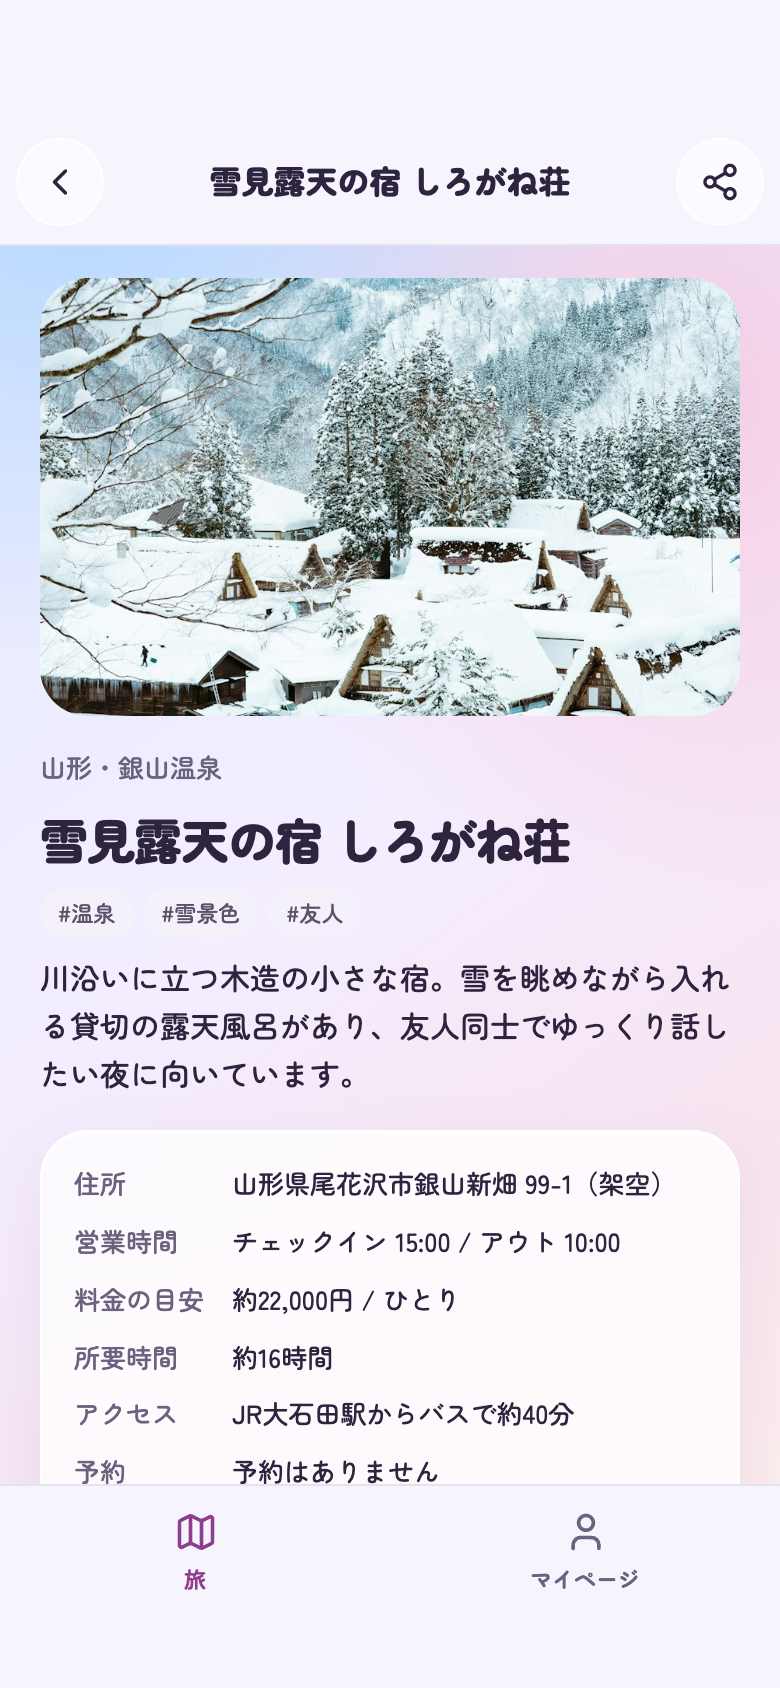 雪見露天の宿 しろがね荘
山形・銀山温泉
雪見露天の宿 しろがね荘
#温泉 #雪景色 #友人
川沿いに立つ木造の小さな宿。雪を眺めながら入れ
る貸切の露天風呂があり、友人同士でゆっくり話し
たい夜に向いています。
住所 山形県尾花沢市銀山新畑 99-1（架空）
営業時間 チェックイン 15:00 / アウト 10:00
料金の目安 約22,000円 / ひとり
所要時間 約16時間
アクセス JR大石田駅からバスで約40分
予約 予約はありません
旅 マイページ